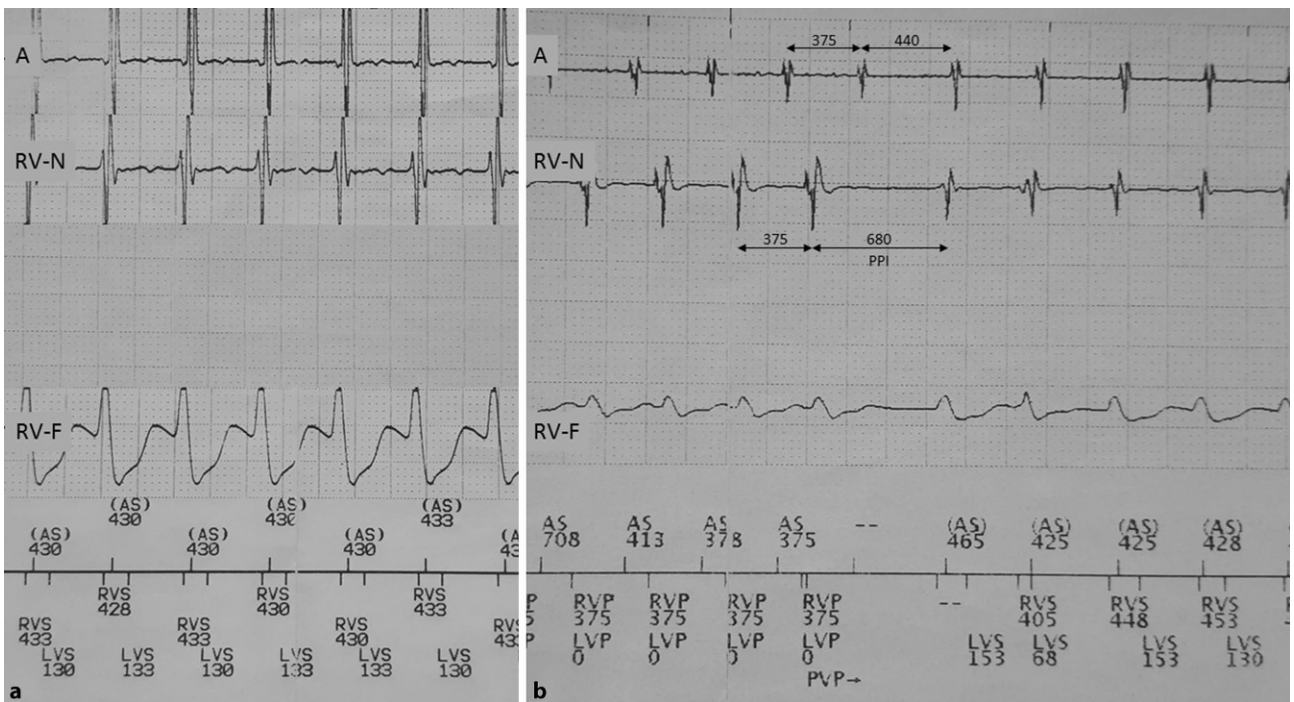 A
RV-N
RV-F
(AS) 430 (AS) 430 (AS) 433
(AS) 430 (AS) 430 (AS) 430
RVS 428 RVS 430 RVS 433
RVS 433 RVS 433 RVS 430
LVS 130 LVS 133 LVS 130 LVS 133 LVS 133 LVS 130
a
A
375 440
RV-N
375 680
PPI
RV-F
AS AS AS AS -- (AS) (AS) (AS) (AS)
708 413 378 375 465 425 425 428
RVP RVP RVP RVP -- RVS RVS RVS
375 375 375 375 405 448 453
LVP LVP LVP LVP LVS LVS LVS LVS
0 0 0 0 153 68 153 130
PVP→
b